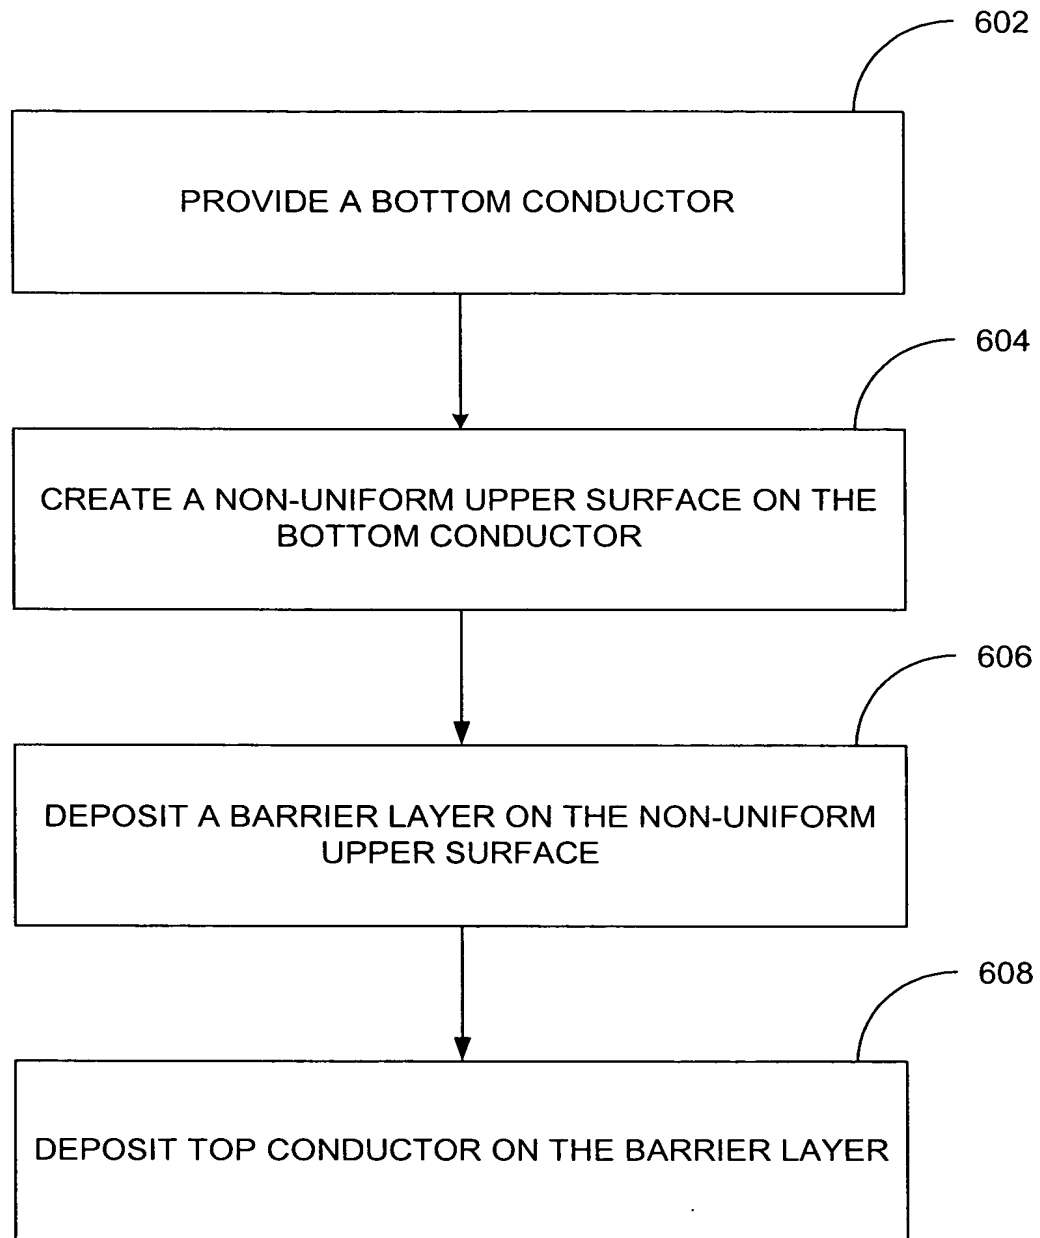 602
PROVIDE A BOTTOM CONDUCTOR
604
CREATE A NON-UNIFORM UPPER SURFACE ON THE
BOTTOM CONDUCTOR
606
DEPOSIT A BARRIER LAYER ON THE NON-UNIFORM
UPPER SURFACE
608
DEPOSIT TOP CONDUCTOR ON THE BARRIER LAYER